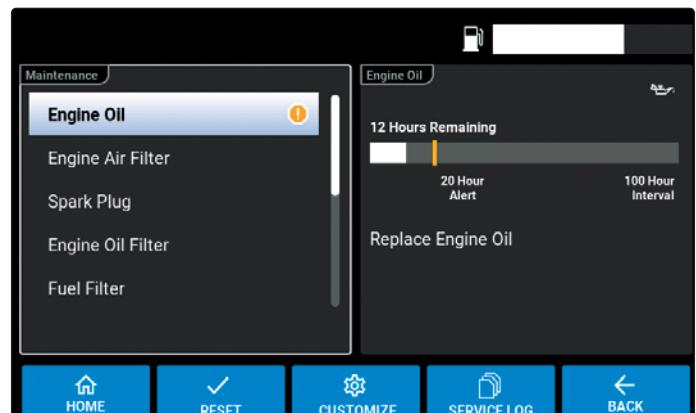 Maintenance
Engine Oil
Engine Air Filter
Spark Plug
Engine Oil Filter
Fuel Filter
Engine Oil
12 Hours Remaining
20 Hour
Alert
100 Hour
Interval
Replace Engine Oil
HOME
RESET
CUSTOMIZE
SERVICE LOG
BACK